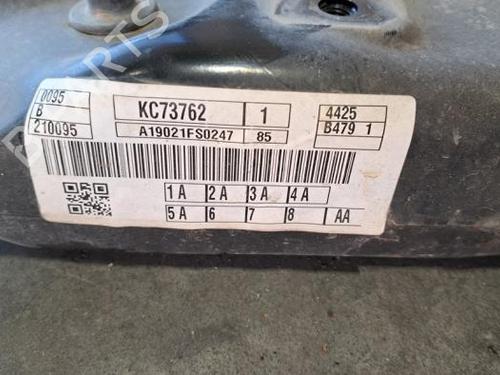 0095 KC73762 1 4425
B A19021FS0247 85 B479 1
210095
1A 2A 3A 4A
5A 6 7 8 AA